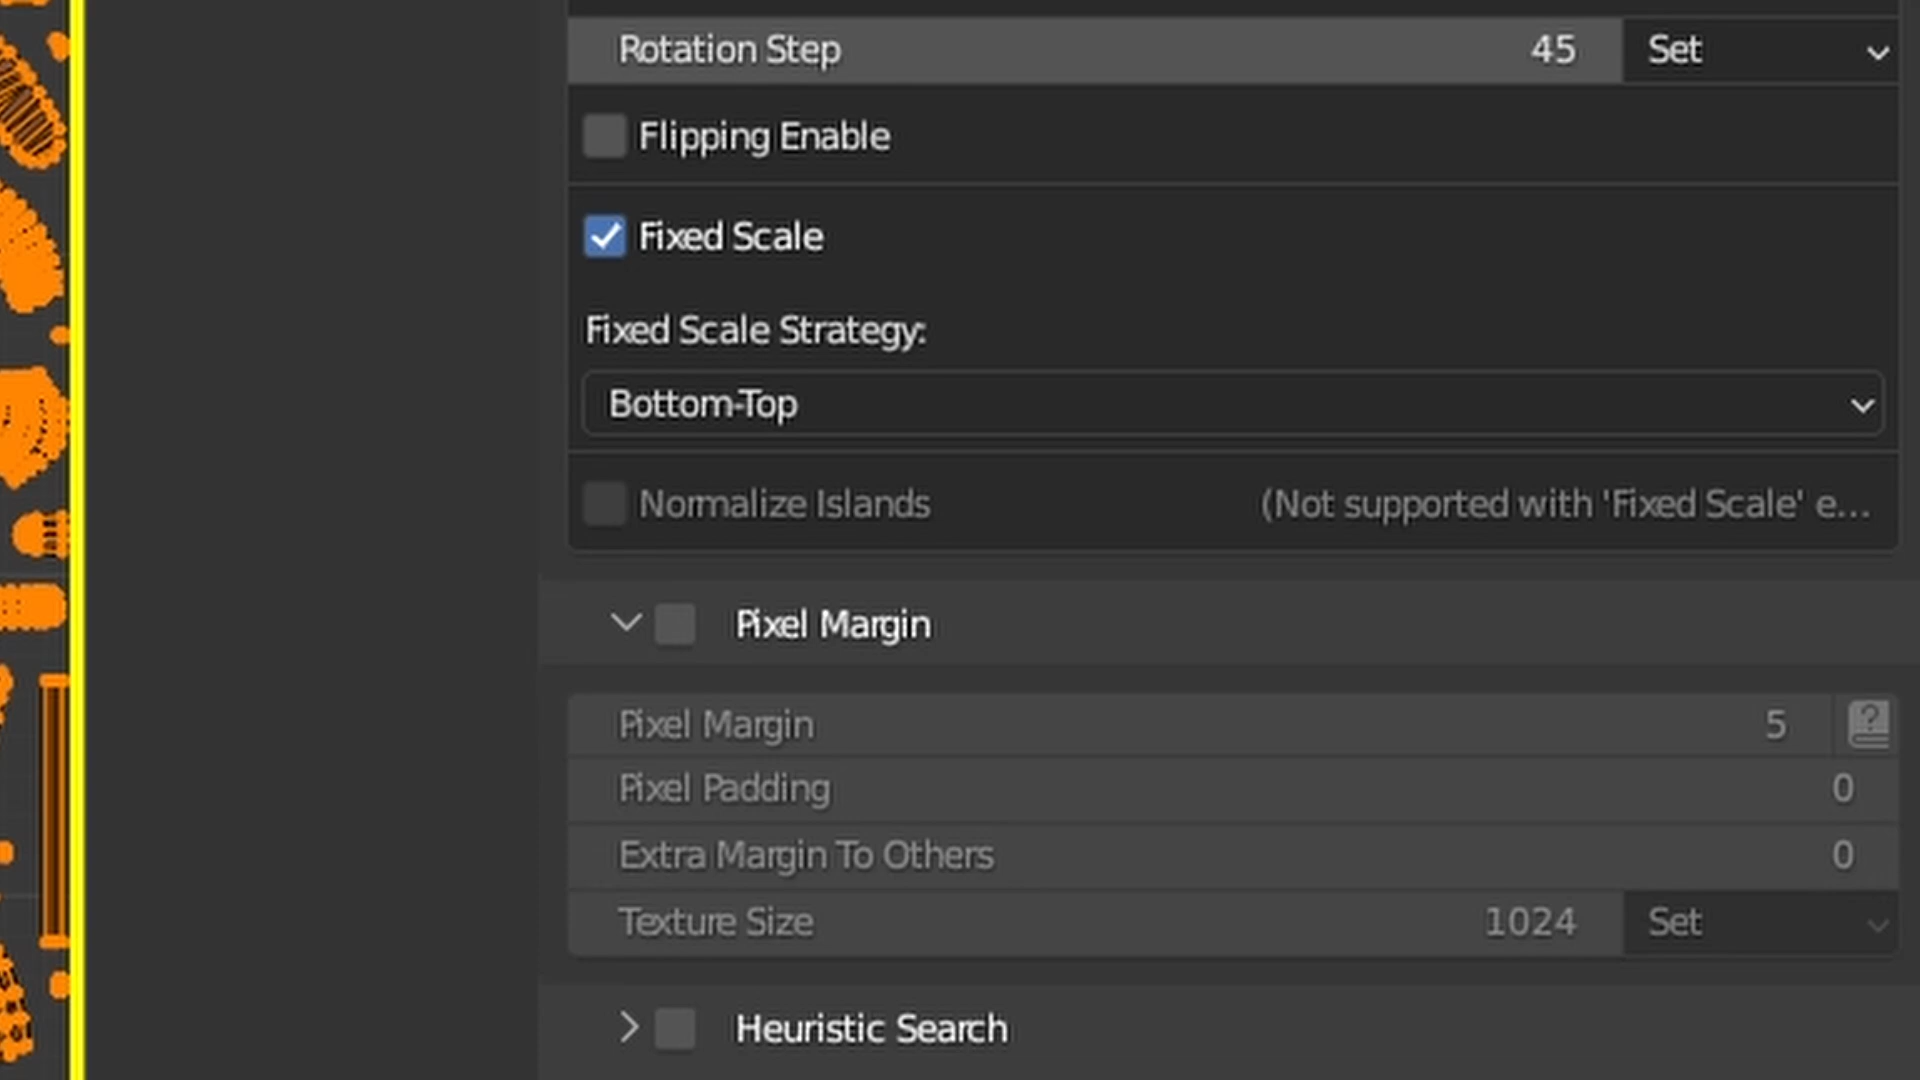 Rotation Step 45 Set
Flipping Enable
Fixed Scale
Fixed Scale Strategy:
Bottom-Top
Normalize Islands (Not supported with 'Fixed Scale' e...
Pixel Margin
Pixel Margin 5 ?
Pixel Padding 0
Extra Margin To Others 0
Texture Size 1024 Set
Heuristic Search